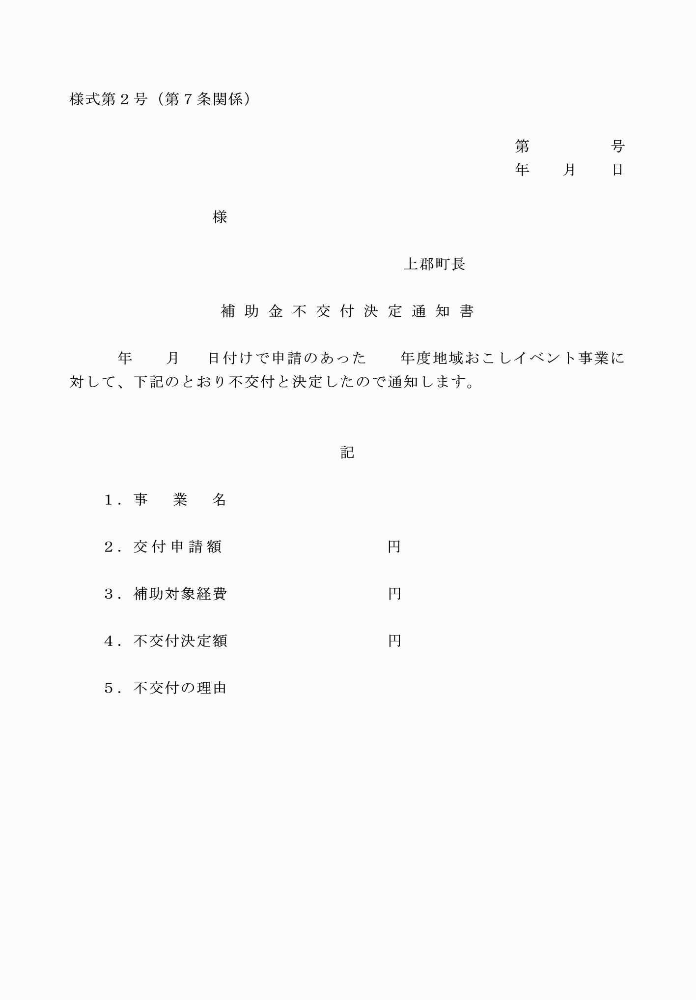 様式第２号（第７条関係）
第　　　　　号
年　　月　　日
様
上郡町長
補助金不交付決定通知書
年　　月　　日付けで申請のあった　　年度地域おこしイベント事業に
対して、下記のとおり不交付と決定したので通知します。
記
１．事　業　名
２．交付申請額　　　　　　　　　　円
３．補助対象経費　　　　　　　　　　円
４．不交付決定額　　　　　　　　　　円
５．不交付の理由